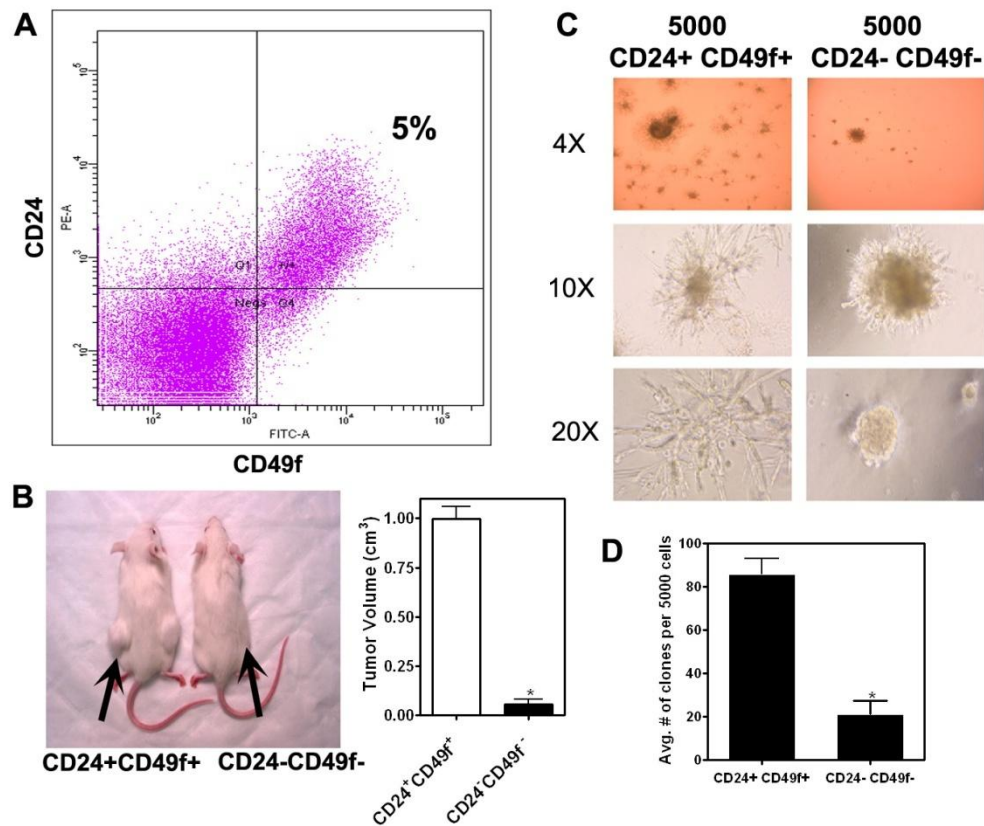 A
CD24
PE-A
10^5
10^4
10^3
10^2
5%
Q1
Nega
Q4
10^2
10^3
10^4
10^5
FITC-A
CD49f
B
CD24+CD49f+
CD24-CD49f-
Tumor Volume (cm³)
1.00
0.75
0.50
0.25
0.00
*
CD24⁺CD49f⁺
CD24⁻CD49f⁻
C
5000
CD24+ CD49f+
5000
CD24- CD49f-
4X
10X
20X
D
Avg. # of clones per 5000 cells
100
80
60
40
20
0
*
CD24+ CD49f+
CD24- CD49f-